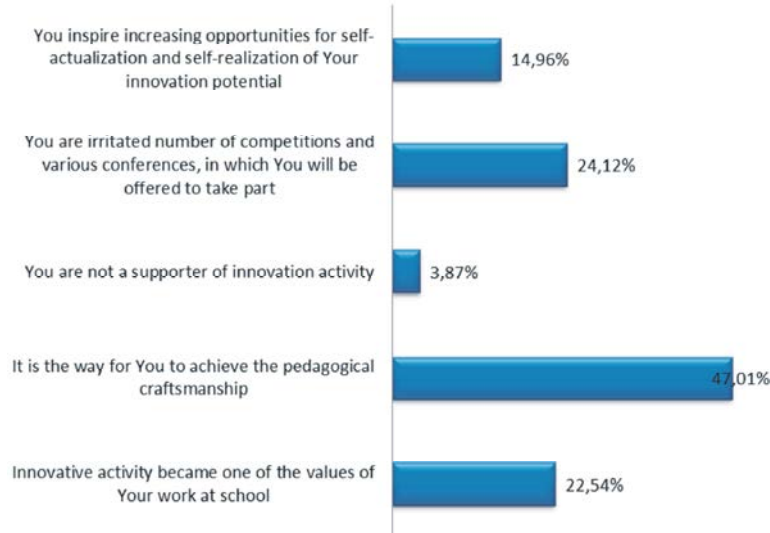 You inspire increasing opportunities for self-
actualization and self-realization of Your
innovation potential
14,96%
You are irritated number of competitions and
various conferences, in which You will be
offered to take part
24,12%
You are not a supporter of innovation activity
3,87%
It is the way for You to achieve the pedagogical
craftsmanship
47,01%
Innovative activity became one of the values of
Your work at school
22,54%